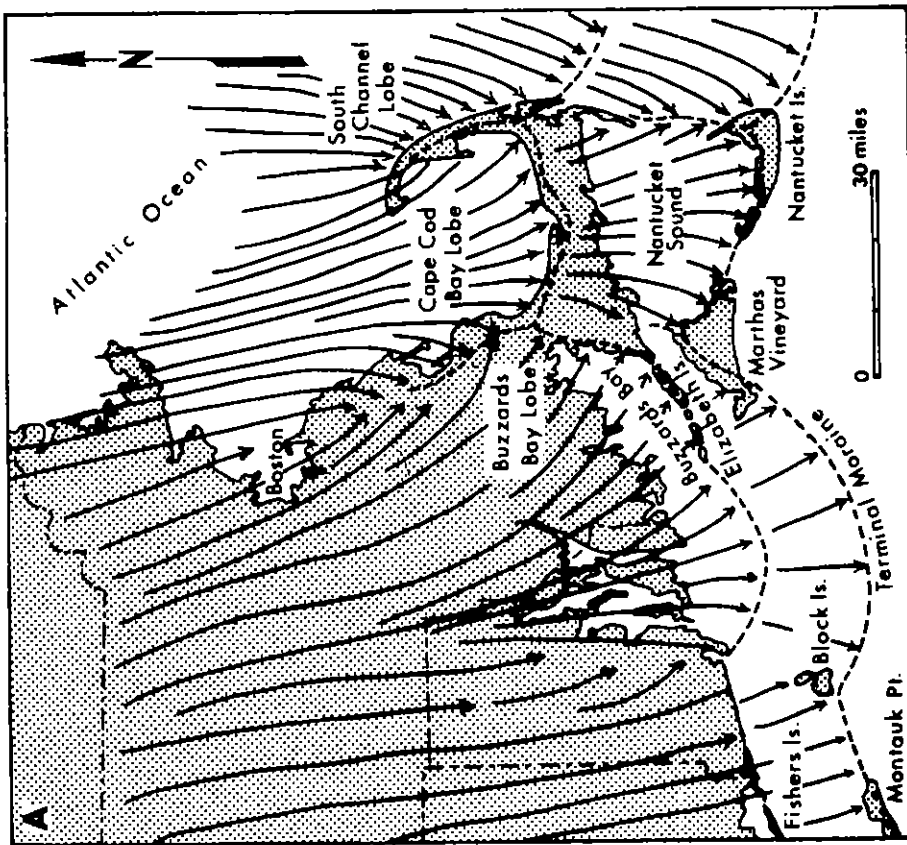 A
N
Atlantic Ocean
South
Channel
Lobe
Boston
Cape Cod
Bay Lobe
Buzzards
Bay Lobe
Buzzards Bay
Elizabeth Is.
Nantucket
Sound
Marthas
Vineyard
Nantucket Is.
Fishers Is.
Block Is.
Montauk Pt.
Terminal Moraine
0 30 miles